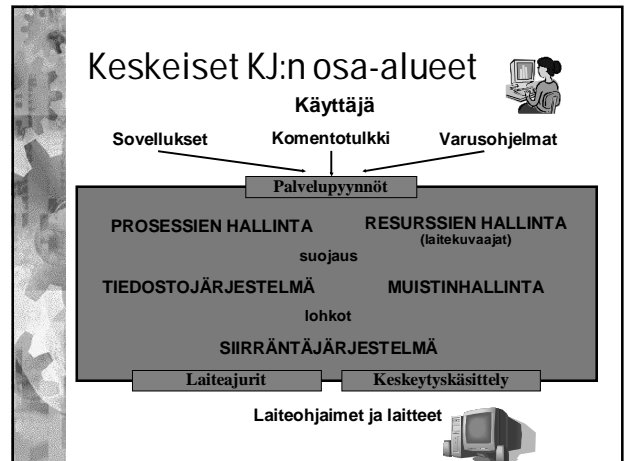 Keskeiset KJ:n osa-alueet
Käyttäjä
Sovellukset Komentotulkki Varusohjelmat
Palvelupyynnöt
PROSESSIEN HALLINTA RESURSSIEN HALLINTA
(laitekuvaajat)
suojaus
TIEDOSTOJÄRJESTELMÄ MUISTINHALLINTA
lohkot
SIIRRÄNTÄJÄRJESTELMÄ
Laiteajurit Keskeytyskäsittely
Laiteohjaimet ja laitteet